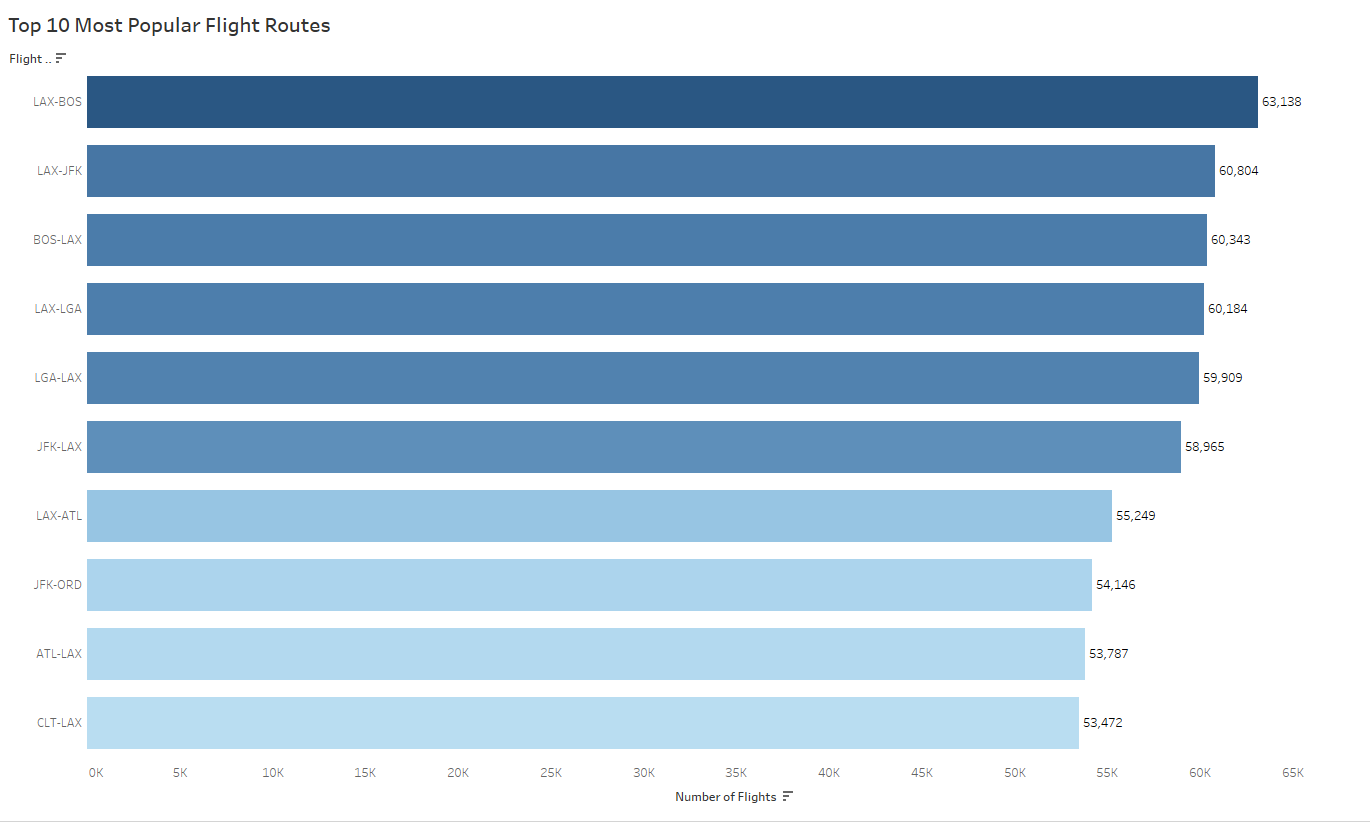 Top 10 Most Popular Flight Routes
Flight ..
LAX-BOS 63,138
LAX-JFK 60,804
BOS-LAX 60,343
LAX-LGA 60,184
LGA-LAX 59,909
JFK-LAX 58,965
LAX-ATL 55,249
JFK-ORD 54,146
ATL-LAX 53,787
CLT-LAX 53,472
0K 5K 10K 15K 20K 25K 30K 35K 40K 45K 50K 55K 60K 65K
Number of Flights